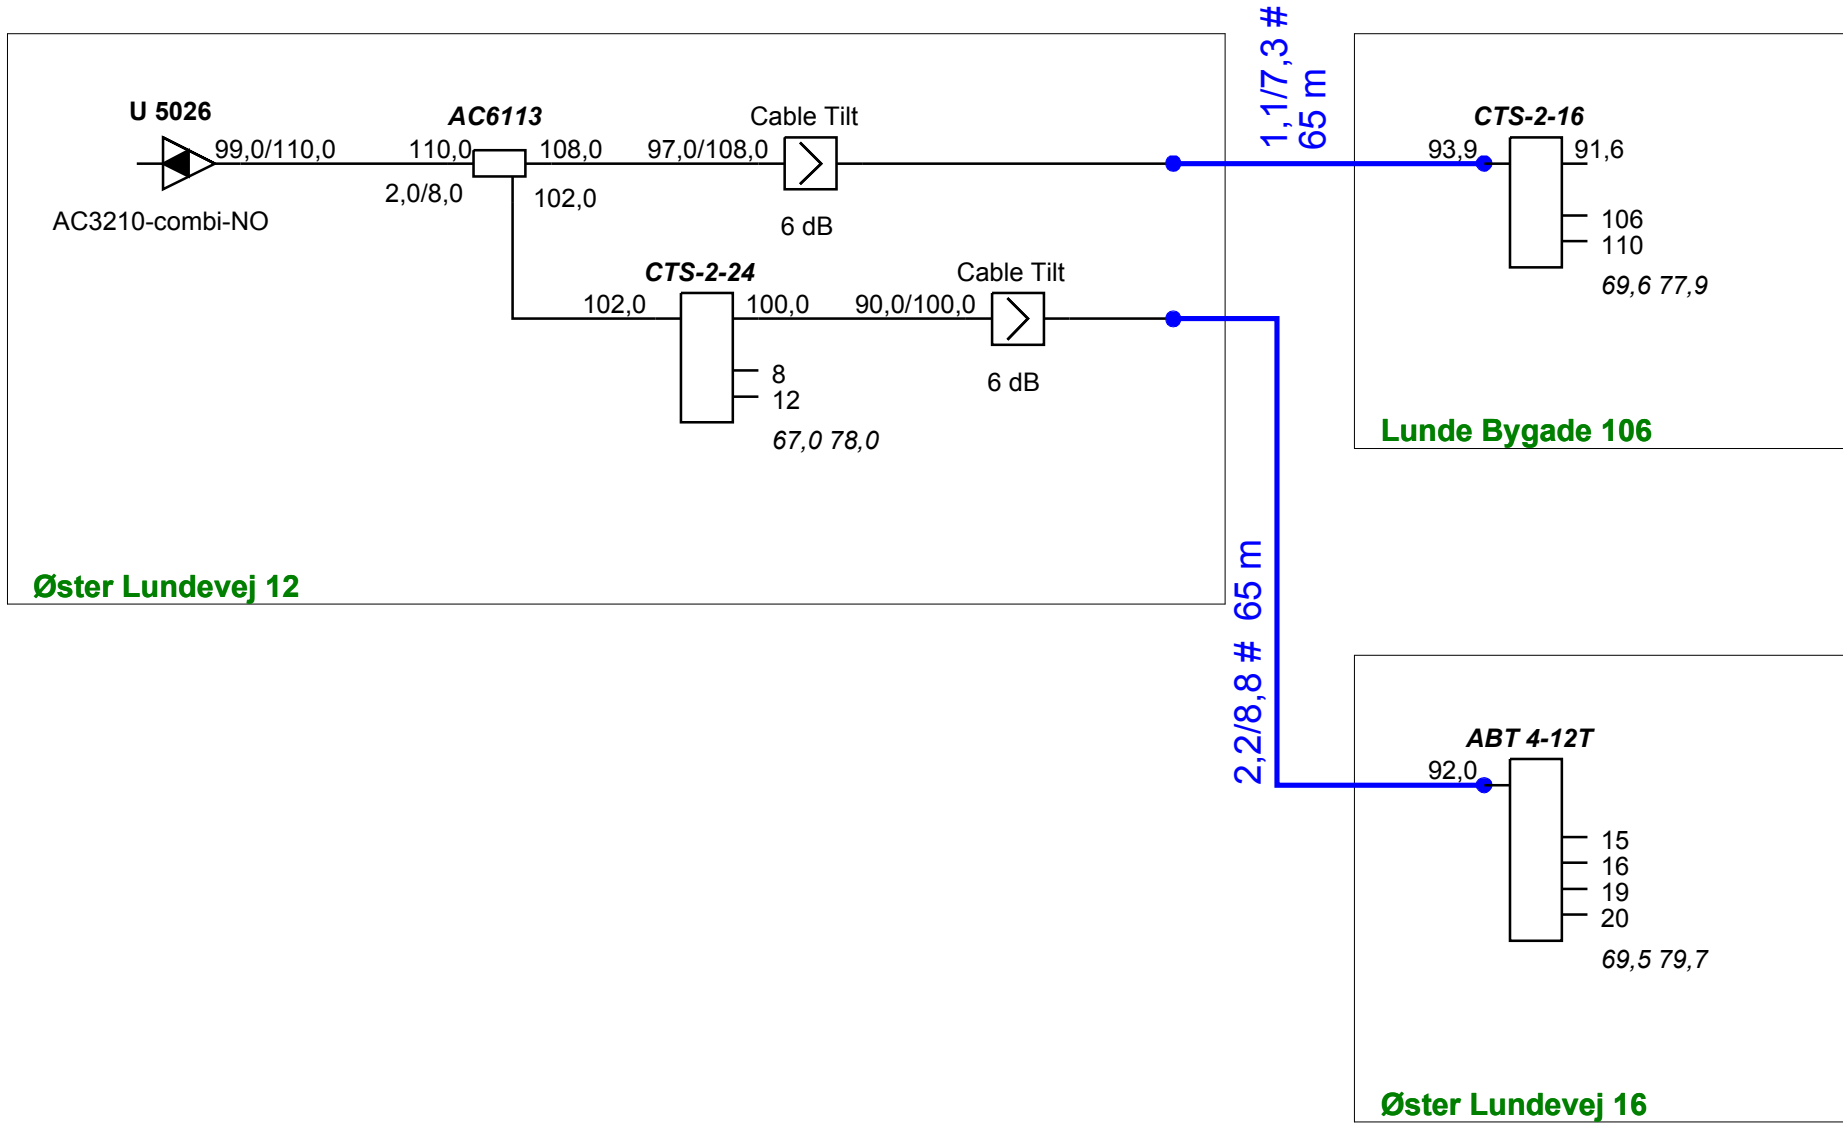 1,1/7,3 #
65 m
U 5026
AC6113
Cable Tilt
CTS-2-16
99,0/110,0
110,0
108,0
97,0/108,0
93,9
91,6
2,0/8,0
102,0
AC3210-combi-NO
6 dB
106
110
69,6 77,9
CTS-2-24
Cable Tilt
102,0
100,0
90,0/100,0
8
12
6 dB
67,0 78,0
Lunde Bygade 106
Øster Lundevej 12
2,2/8,8 # 65 m
ABT 4-12T
92,0
15
16
19
20
69,5 79,7
Øster Lundevej 16